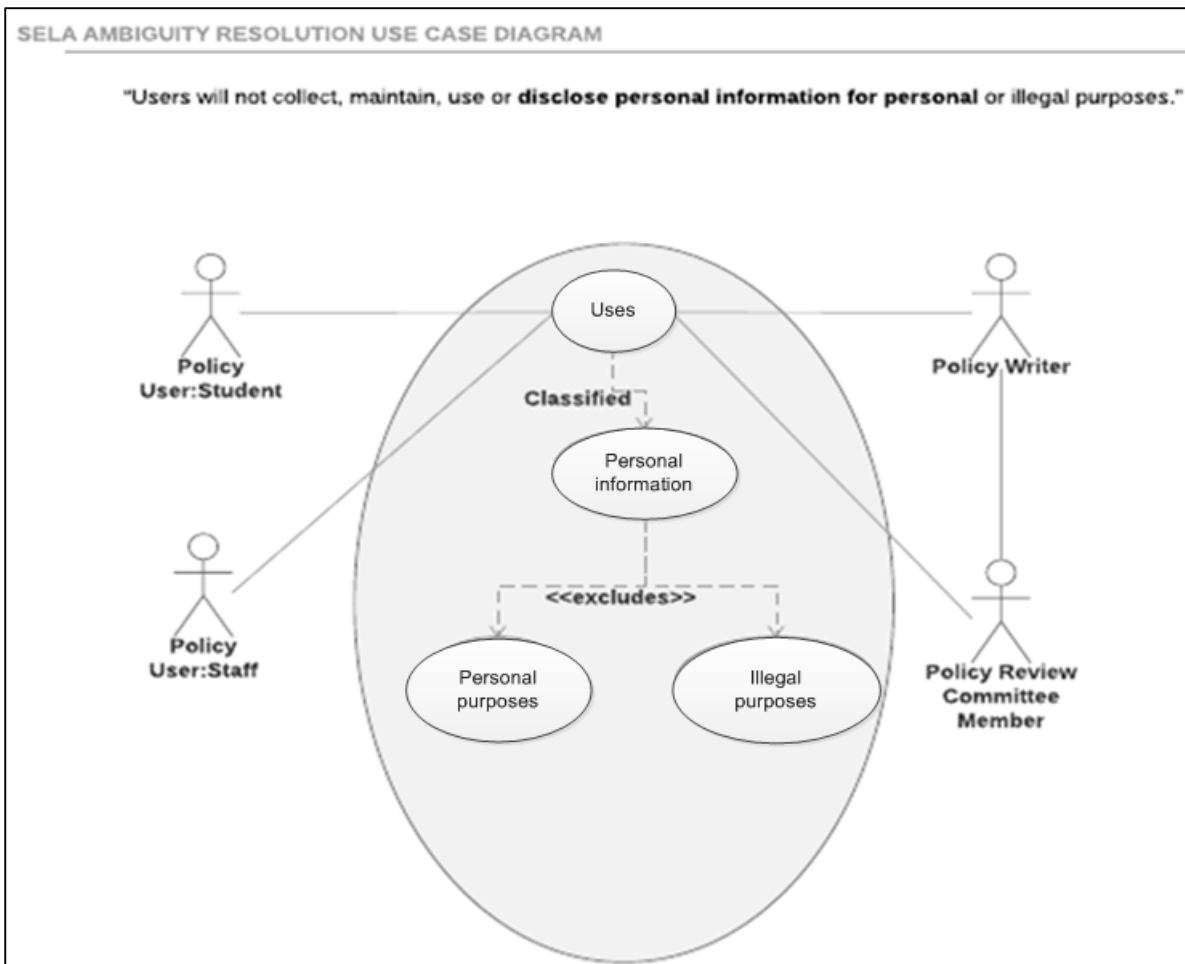 SELA AMBIGUITY RESOLUTION USE CASE DIAGRAM
"Users will not collect, maintain, use or disclose personal information for personal or illegal purposes."
Uses
Policy
User:Student
Policy Writer
Classified
Personal
information
<<excludes>>
Policy
User:Staff
Personal
purposes
Illegal
purposes
Policy Review
Committee
Member